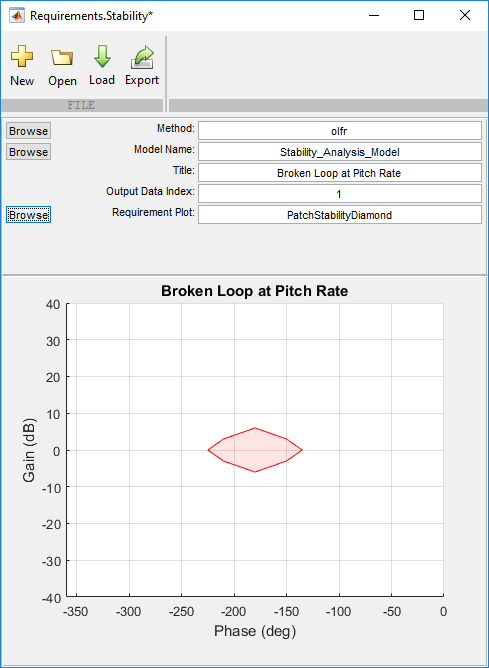 Requirements.Stability*
New Open Load Export
FILE
Browse Method: olfr
Browse Model Name: Stability_Analysis_Model
Title: Broken Loop at Pitch Rate
Output Data Index: 1
Browse Requirement Plot: PatchStabilityDiamond
Broken Loop at Pitch Rate
40
30
20
10
0
-10
-20
-30
-40
Gain (dB)
-350 -300 -250 -200 -150 -100 -50 0
Phase (deg)